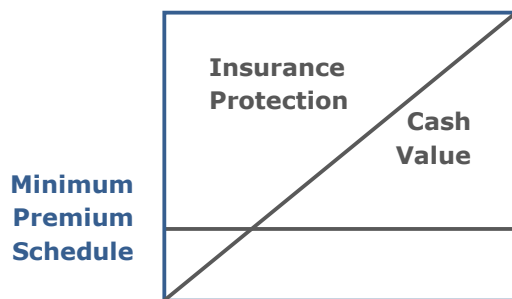 Insurance
Protection
Cash
Value
Minimum
Premium
Schedule